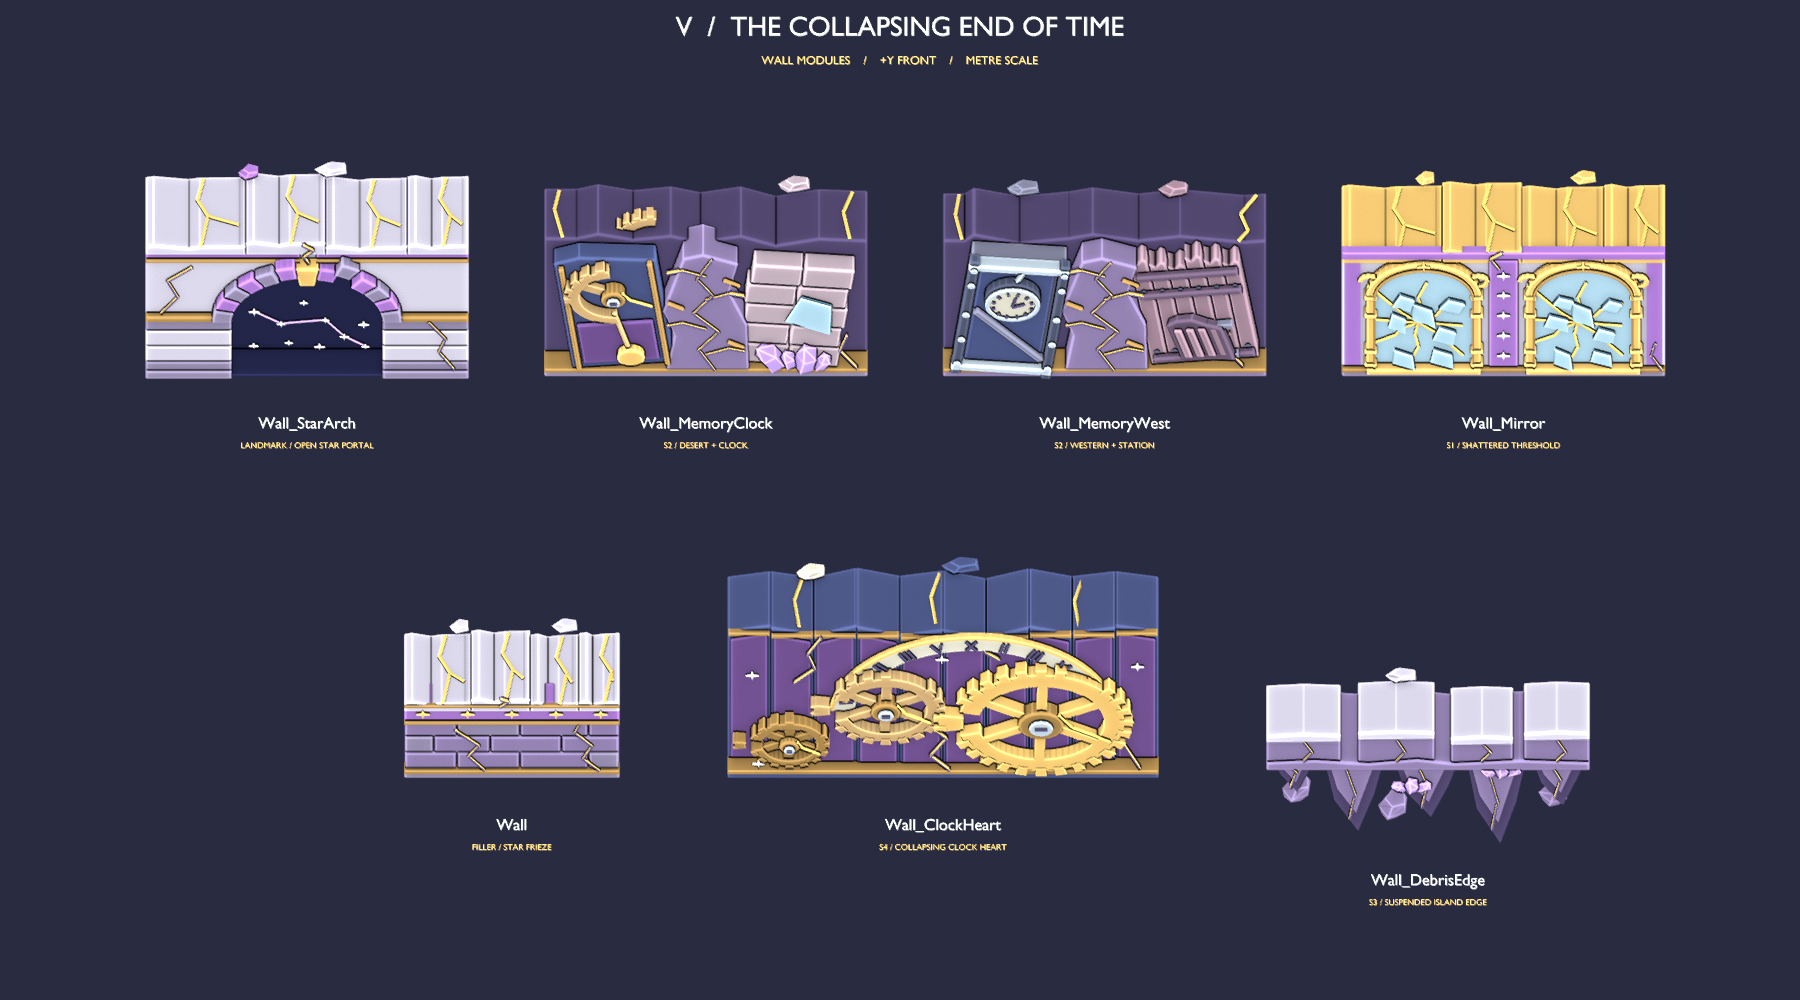 V / THE COLLAPSING END OF TIME
WALL MODULES / +Y FRONT / METRE SCALE
Wall_StarArch
LANDMARK / OPEN STAR PORTAL
Wall_MemoryClock
S2 / DESERT + CLOCK
Wall_MemoryWest
S2 / WESTERN + STATION
Wall_Mirror
S1 / SHATTERED THRESHOLD
Wall
FILLER / STAR FRIEZE
Wall_ClockHeart
S4 / COLLAPSING CLOCK HEART
Wall_DebrisEdge
S3 / SUSPENDED ISLAND EDGE